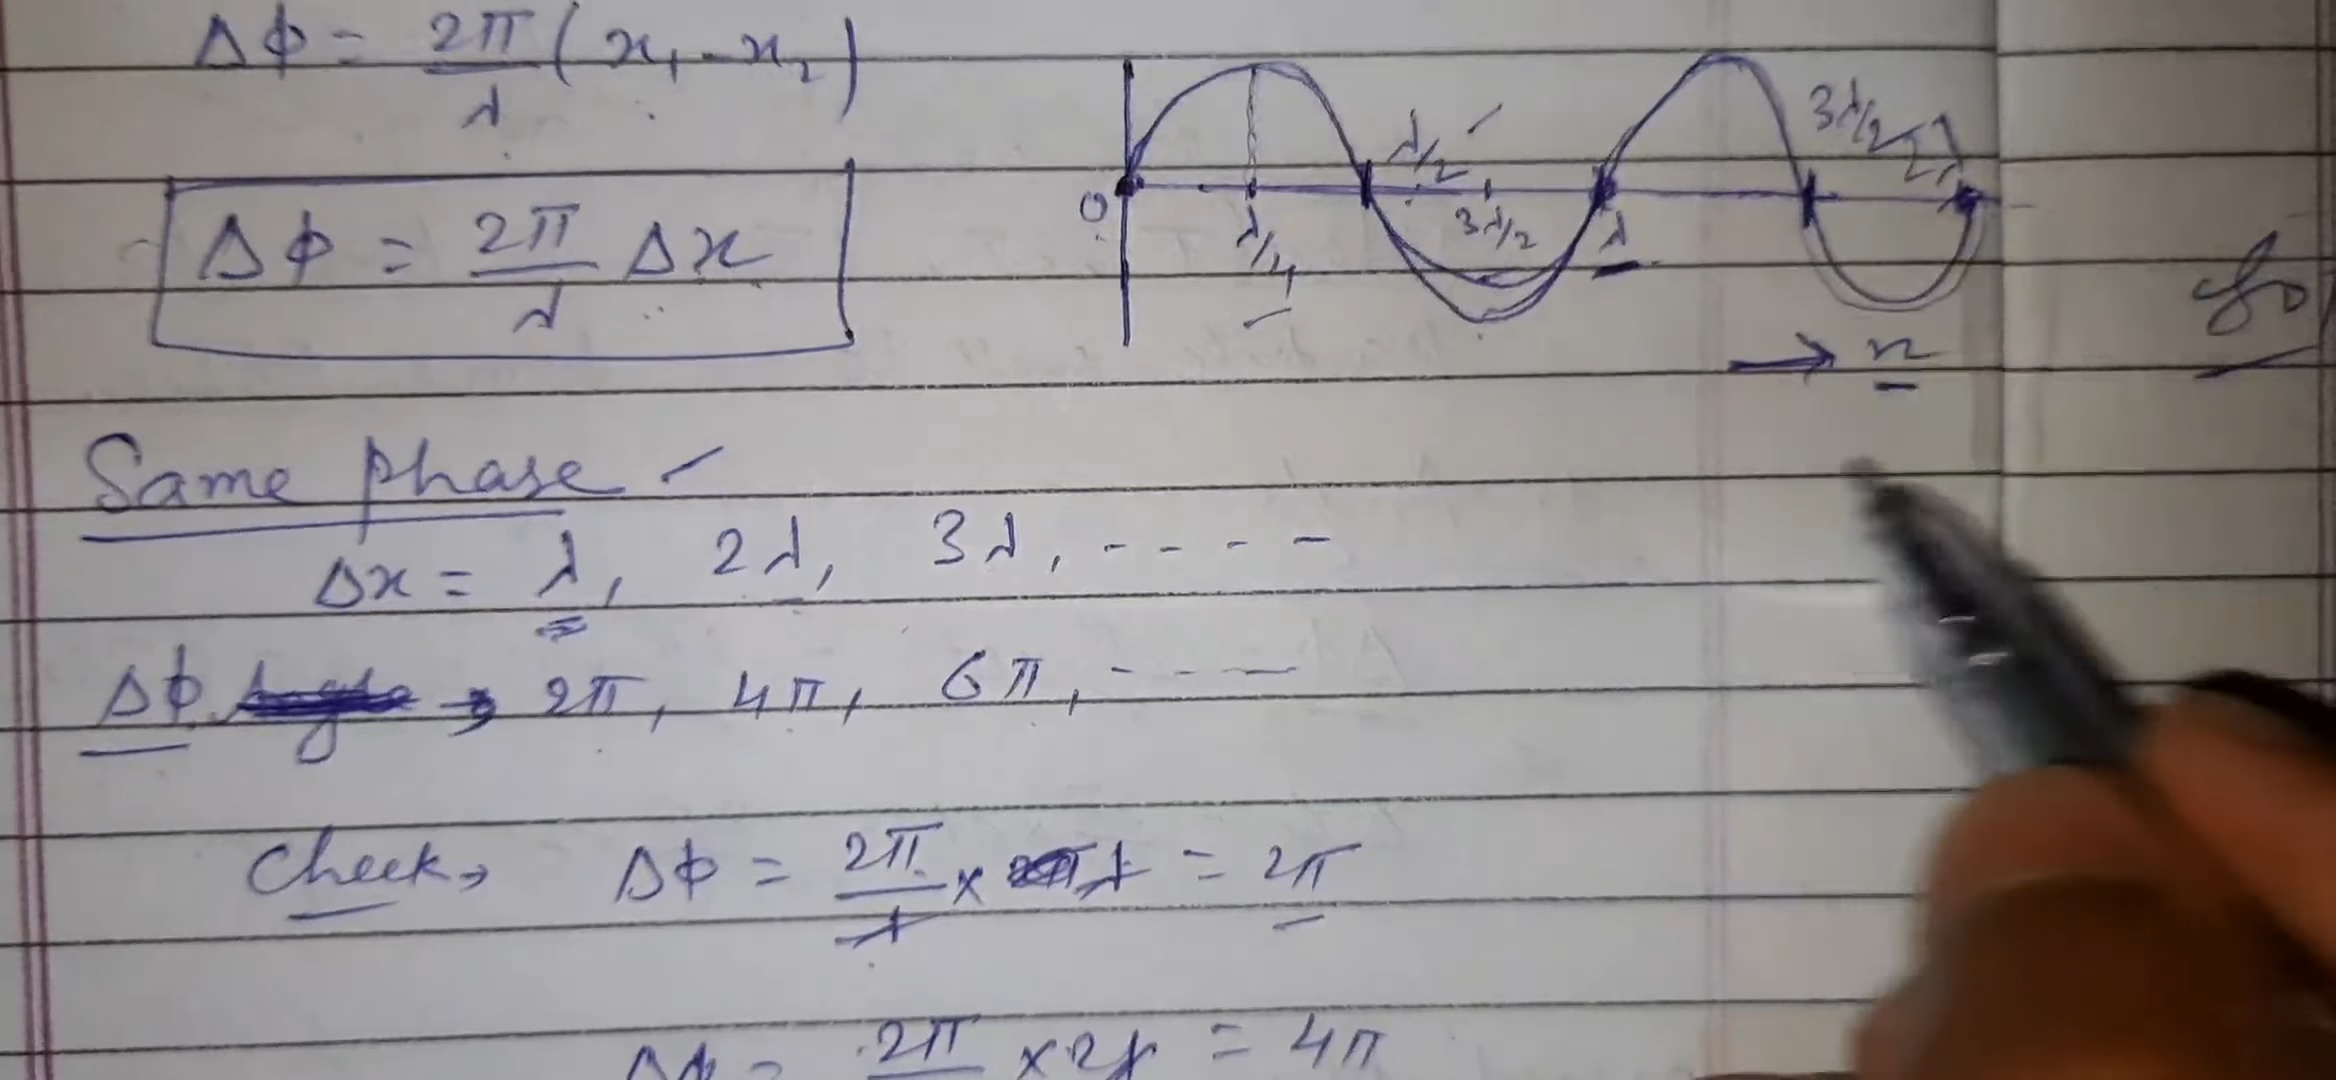 Δϕ = 2π/λ (x₁ - x₂)
Δϕ = 2π/λ Δx
0 λ/4 λ/2 3λ/2 λ 3λ/2 2λ
→ x
Same phase -
Δx = λ, 2λ, 3λ, - - - -
Δϕ → 2π, 4π, 6π, - - -
Check, Δϕ = 2π/λ × λ = 2π
Δϕ = 2π × 2λ = 4π